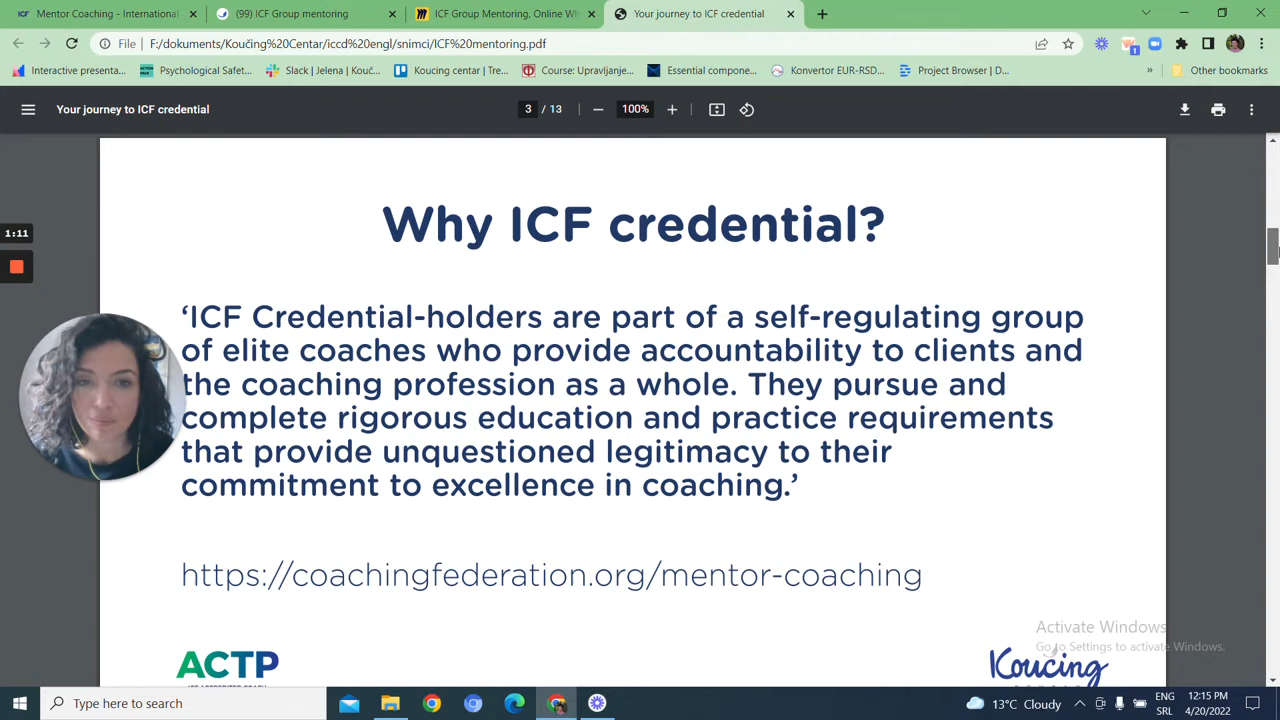 Mentor Coaching - International
(99) ICF Group mentoring
ICF Group Mentoring, Online Wh
Your journey to ICF credential
File
F:/dokuments/Koučing%20Centar/iccd%20engl/snimci/ICF%20mentoring.pdf
Interactive presenta...
Psychological Safet...
Slack | Jelena | Kouč...
Koucing centar | Tre...
Course: Upravljanje...
Essential compone...
Konvertor EUR-RSD...
Project Browser | D...
»
Other bookmarks
Your journey to ICF credential
3 / 13
100%
Why ICF credential?
1:11
‘ICF Credential-holders are part of a self-regulating group
of elite coaches who provide accountability to clients and
the coaching profession as a whole. They pursue and
complete rigorous education and practice requirements
that provide unquestioned legitimacy to their
commitment to excellence in coaching.’
https://coachingfederation.org/mentor-coaching
Activate Windows
Go to Settings to activate Windows.
ACTP
Koucing
Type here to search
13°C Cloudy
ENG
SRL
12:15 PM
4/20/2022